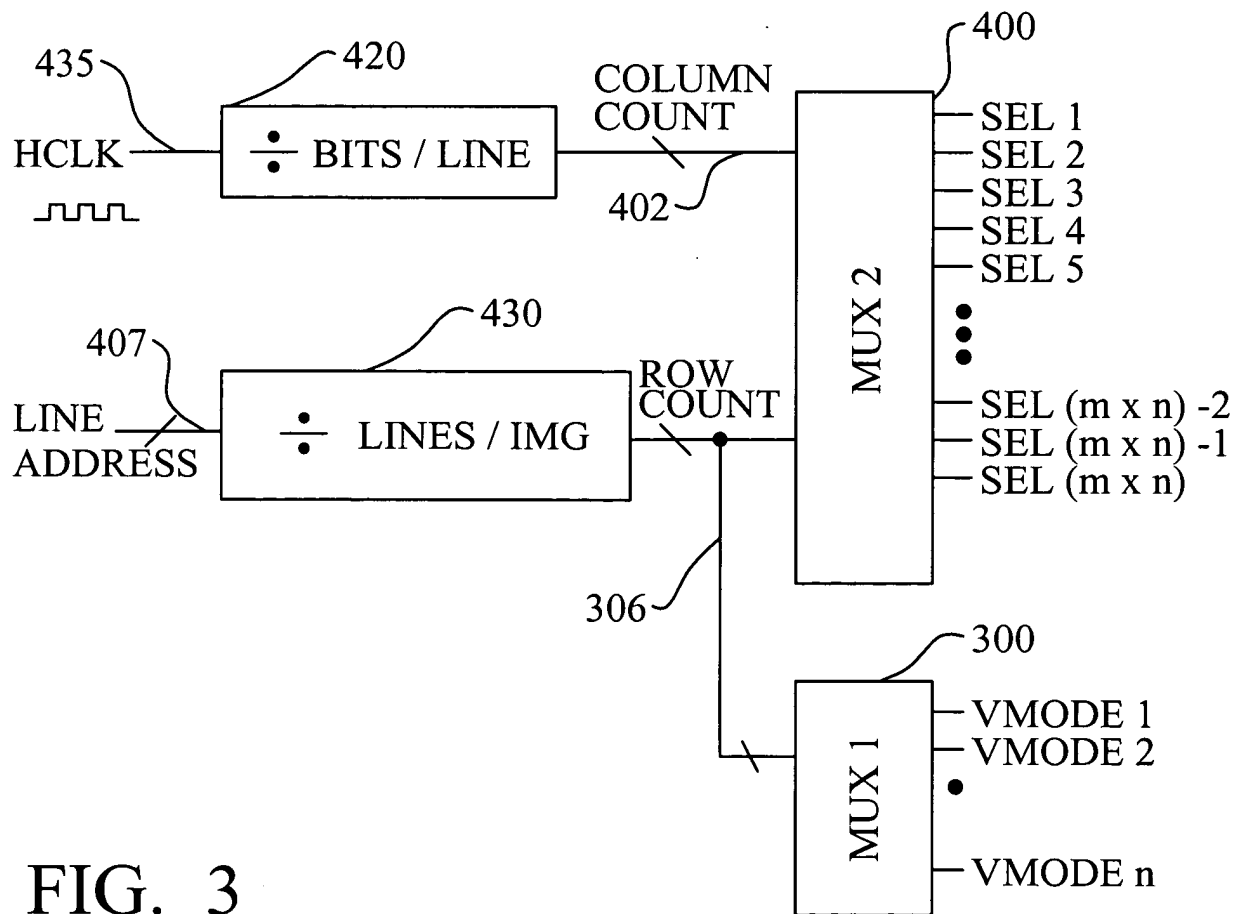 435
420
COLUMN
COUNT
400
HCLK
÷ BITS / LINE
402
SEL 1
SEL 2
SEL 3
SEL 4
SEL 5
MUX 2
407
430
LINE
ADDRESS
÷ LINES / IMG
ROW
COUNT
SEL (m x n) -2
SEL (m x n) -1
SEL (m x n)
306
300
MUX 1
VMODE 1
VMODE 2
VMODE n
FIG. 3